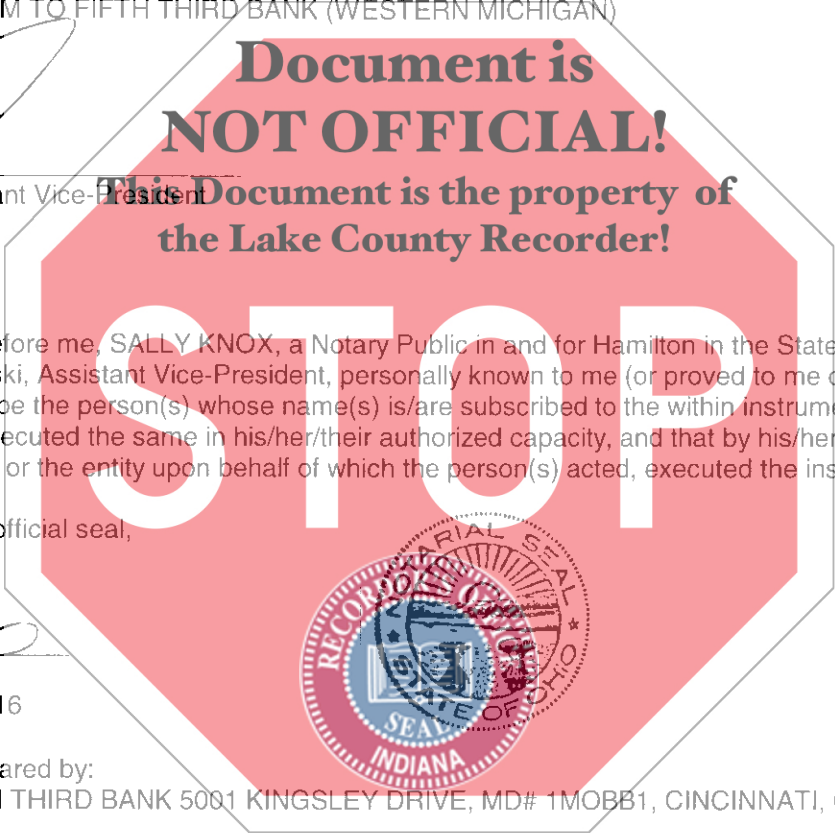 M TO FIFTH THIRD BANK (WESTERN MICHIGAN)
Document is
NOT OFFICIAL!
ant Vice-President
This Document is the property of
the Lake County Recorder!
STOP
efore me, SALLY KNOX, a Notary Public in and for Hamilton in the State
ki, Assistant Vice-President, personally known to me (or proved to me o
be the person(s) whose name(s) is/are subscribed to the within instrume
ecuted the same in his/her/their authorized capacity, and that by his/her
or the entity upon behalf of which the person(s) acted, executed the ins
official seal,
NOTARIAL SEAL
STATE OF OHIO
RECORDER'S OFFICE
SEAL
INDIANA
16
ared by:
THIRD BANK 5001 KINGSLEY DRIVE, MD# 1MOBB1, CINCINNATI,